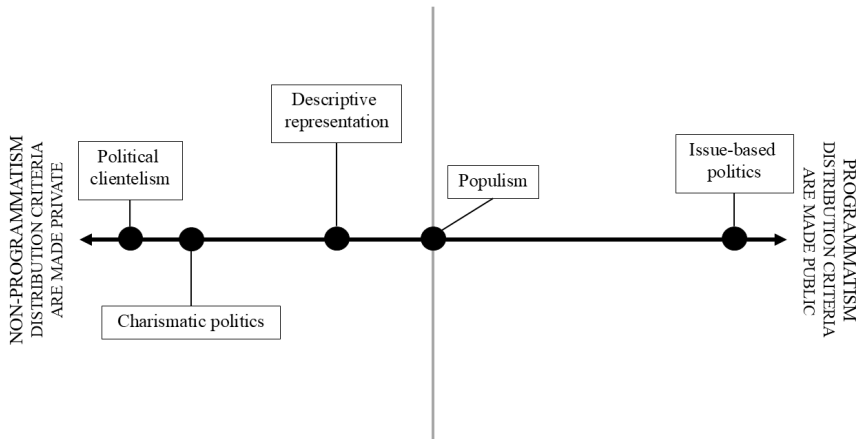 NON-PROGRAMMATISM
DISTRIBUTION CRITERIA
ARE MADE PRIVATE
Political
clientelism
Charismatic politics
Descriptive
representation
Populism
Issue-based
politics
PROGRAMMATISM
DISTRIBUTION CRITERIA
ARE MADE PUBLIC